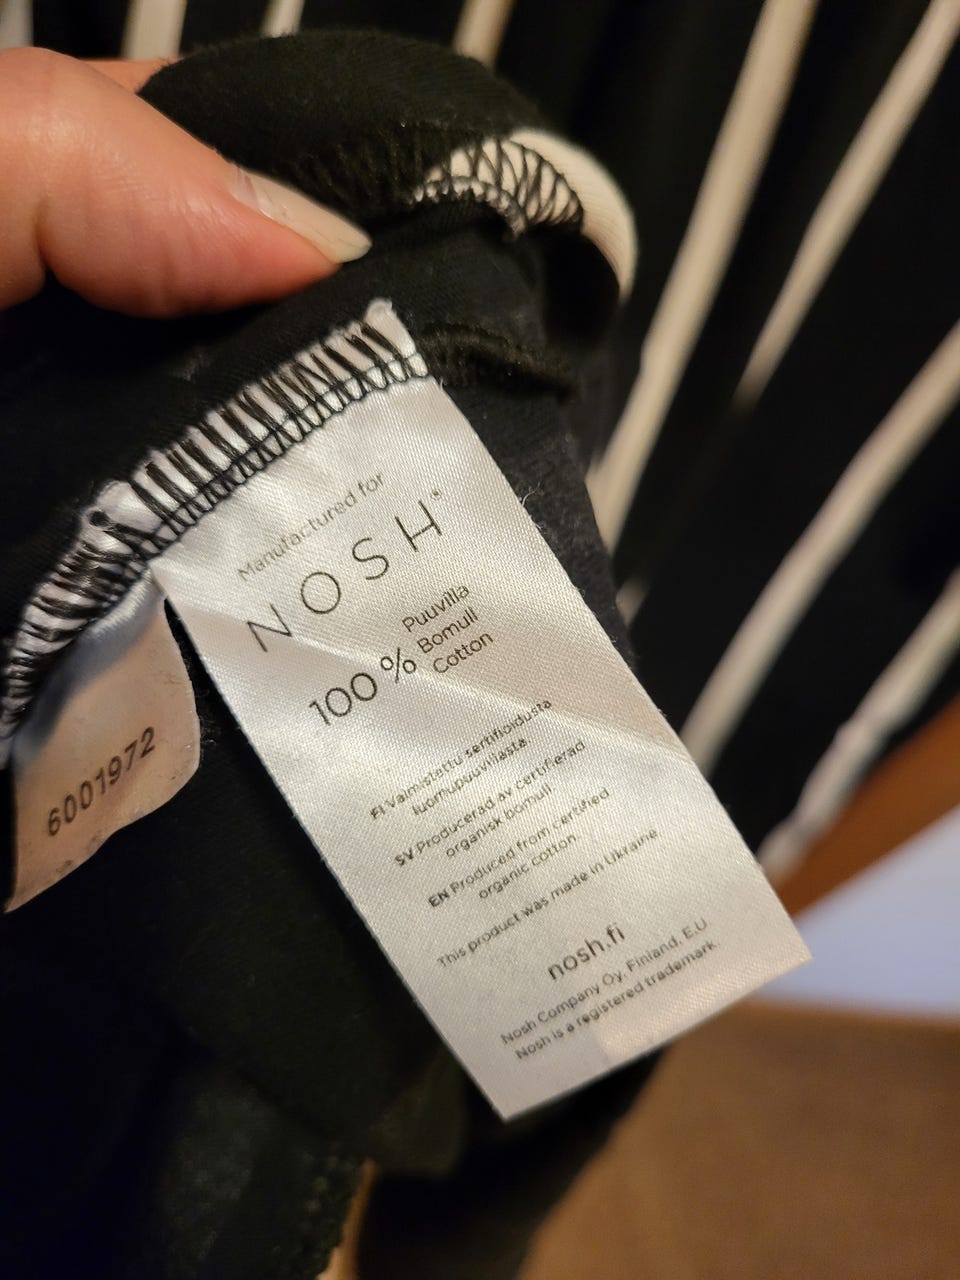 Manufactured for
NOSH®
100 %
Puuvilla
Bomull
Cotton
FI Valmistettu sertifioidusta
luomupuuvillasta.
SV Producerad av certifierad
organisk bomull.
EN Produced from certified
organic cotton.
This product was made in Ukraine.
nosh.fi
Nosh Company Oy, Finland, E.U.
Nosh is a registered trademark.
6001972